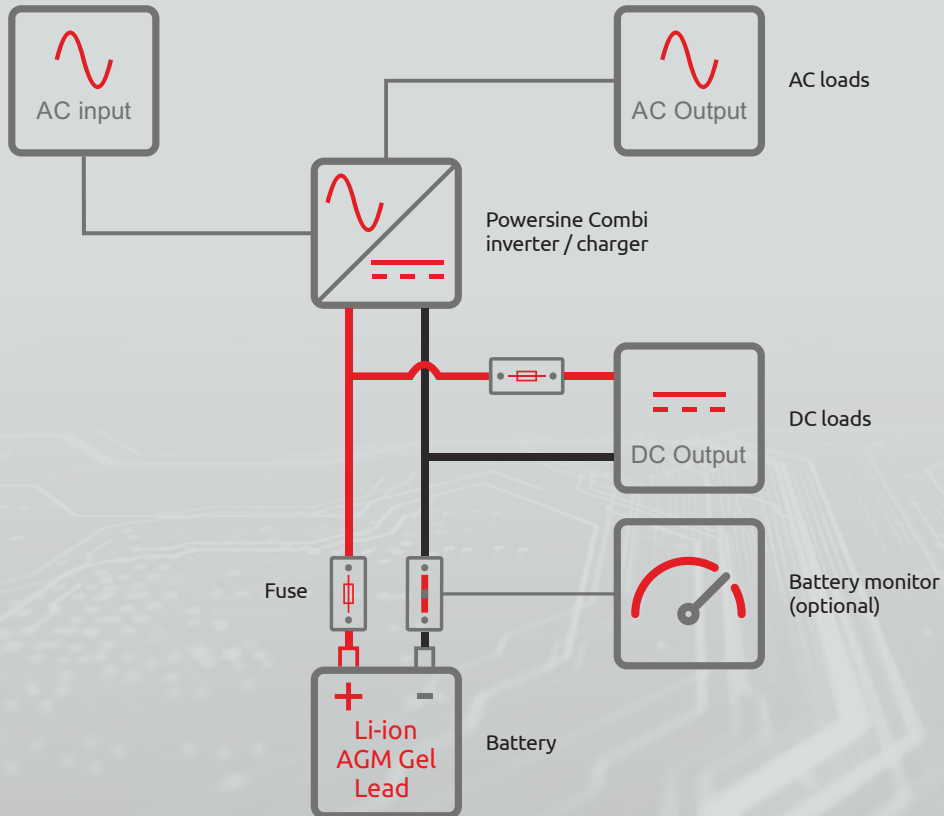 AC input
AC Output
AC loads
Powersine Combi
inverter / charger
DC Output
DC loads
Fuse
Battery monitor
(optional)
+ -
Li-ion
AGM Gel
Lead
Battery